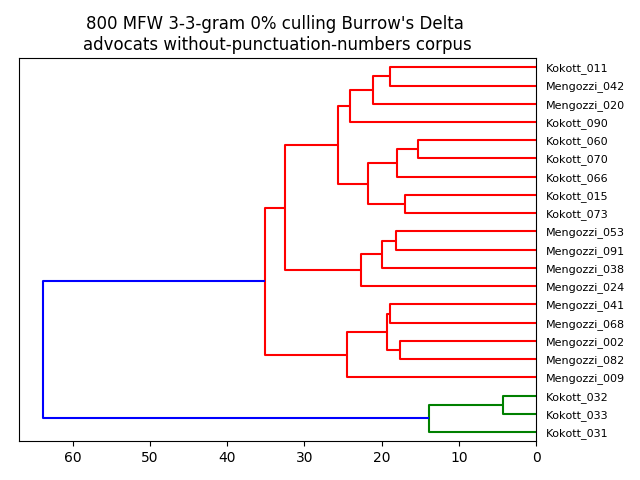 800 MFW 3-3-gram 0% culling Burrow's Delta
advocats without-punctuation-numbers corpus
Kokott_011
Mengozzi_042
Mengozzi_020
Kokott_090
Kokott_060
Kokott_070
Kokott_066
Kokott_015
Kokott_073
Mengozzi_053
Mengozzi_091
Mengozzi_038
Mengozzi_024
Mengozzi_041
Mengozzi_068
Mengozzi_002
Mengozzi_082
Mengozzi_009
Kokott_032
Kokott_033
Kokott_031
60 50 40 30 20 10 0